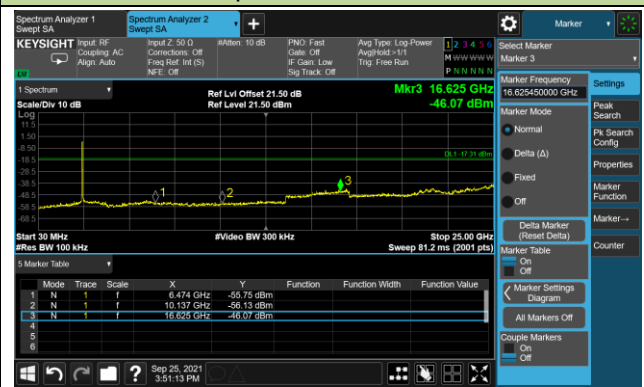 Spectrum Analyzer 1
Swept SA
Spectrum Analyzer 2
Swept SA
Marker
KEYSIGHT
Input: RF
Coupling: AC
Align: Auto
Input Z: 50 Ω
Corrections: Off
Freq Ref: Int (S)
NFE: Off
#Atten: 10 dB
PNO: Fast
Gate: Off
IF Gain: Low
Sig Track: Off
Avg Type: Log-Power
Avg|Hold:>1/1
Trig: Free Run
1 2 3 4 5 6
M W W W W W
P N N N N N
Select Marker
Marker 3
1 Spectrum
Scale/Div 10 dB
Log
Ref Lvl Offset 21.50 dB
Ref Level 21.50 dBm
Mkr3 16.625 GHz
-46.07 dBm
11.5
1.50
-8.50
-18.5
-28.5
-38.5
-48.5
-58.5
-68.5
DL1 -17.31 dBm
1
2
3
Start 30 MHz
#Res BW 100 kHz
#Video BW 300 kHz
Stop 25.00 GHz
Sweep 81.2 ms (2001 pts)
5 Marker Table
Mode Trace Scale X Y Function Function Width Function Value
1 N 1 f 6.474 GHz -55.75 dBm
2 N 1 f 10.137 GHz -56.13 dBm
3 N 1 f 16.625 GHz -46.07 dBm
4
5
6
Marker Frequency
16.625450000 GHz
Marker Mode
Normal
Delta (Δ)
Fixed
Off
Delta Marker
(Reset Delta)
Marker Table
On
Off
Marker Settings
Diagram
All Markers Off
Couple Markers
On
Off
Settings
Peak
Search
Pk Search
Config
Properties
Marker
Function
Marker→
Counter
?
Sep 25, 2021
3:51:13 PM